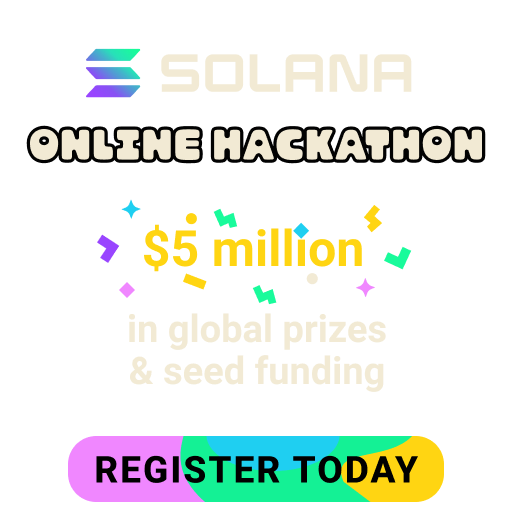 SOLANA
ONLINE HACKATHON
$5 million
in global prizes
& seed funding
REGISTER TODAY